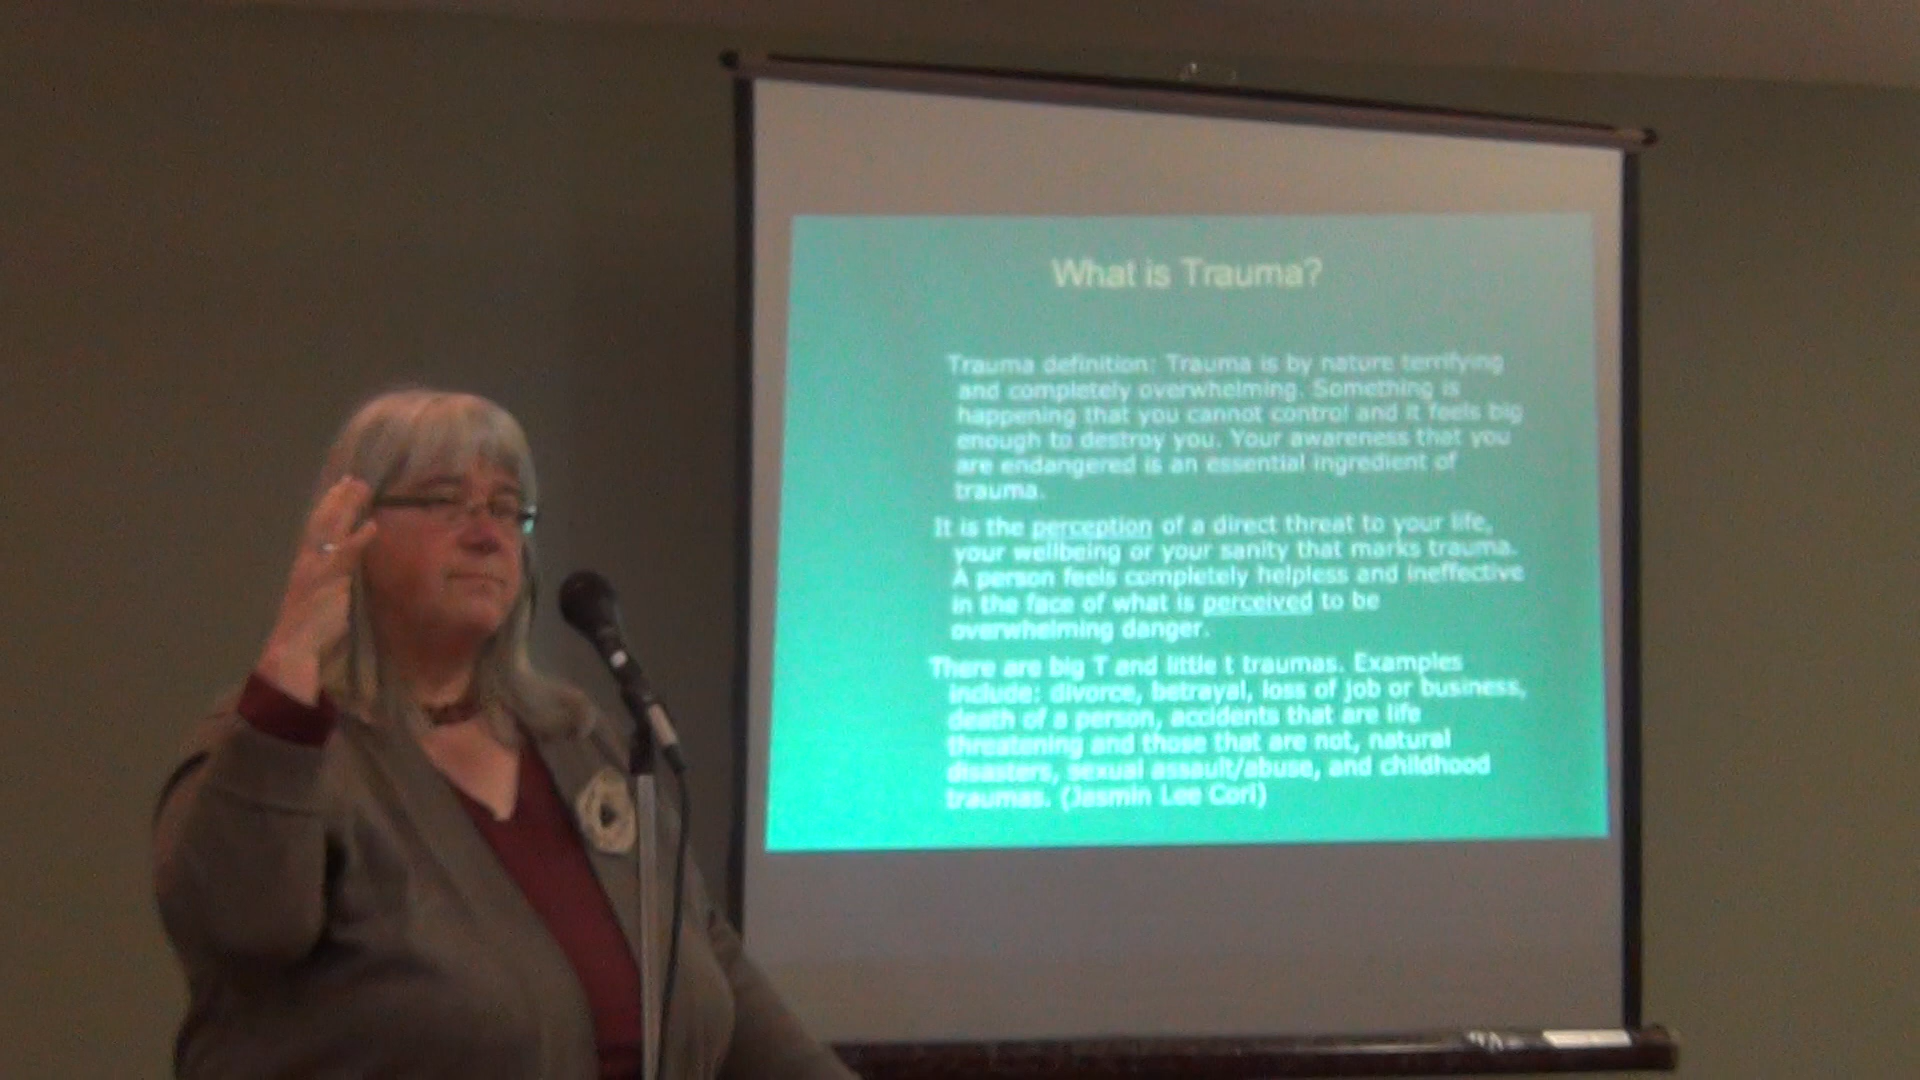 What is Trauma?
Trauma definition: Trauma is by nature terrifying
and completely overwhelming. Something is
happening that you cannot control and it feels big
enough to destroy you. Your awareness that you
are endangered is an essential ingredient of
trauma.
It is the perception of a direct threat to your life,
your wellbeing or your sanity that marks trauma.
A person feels completely helpless and ineffective
in the face of what is perceived to be
overwhelming danger.
There are big T and little t traumas. Examples
include: divorce, betrayal, loss of job or business,
death of a person, accidents that are life
threatening and those that are not, natural
disasters, sexual assault/abuse, and childhood
traumas. (Jasmin Lee Cori)